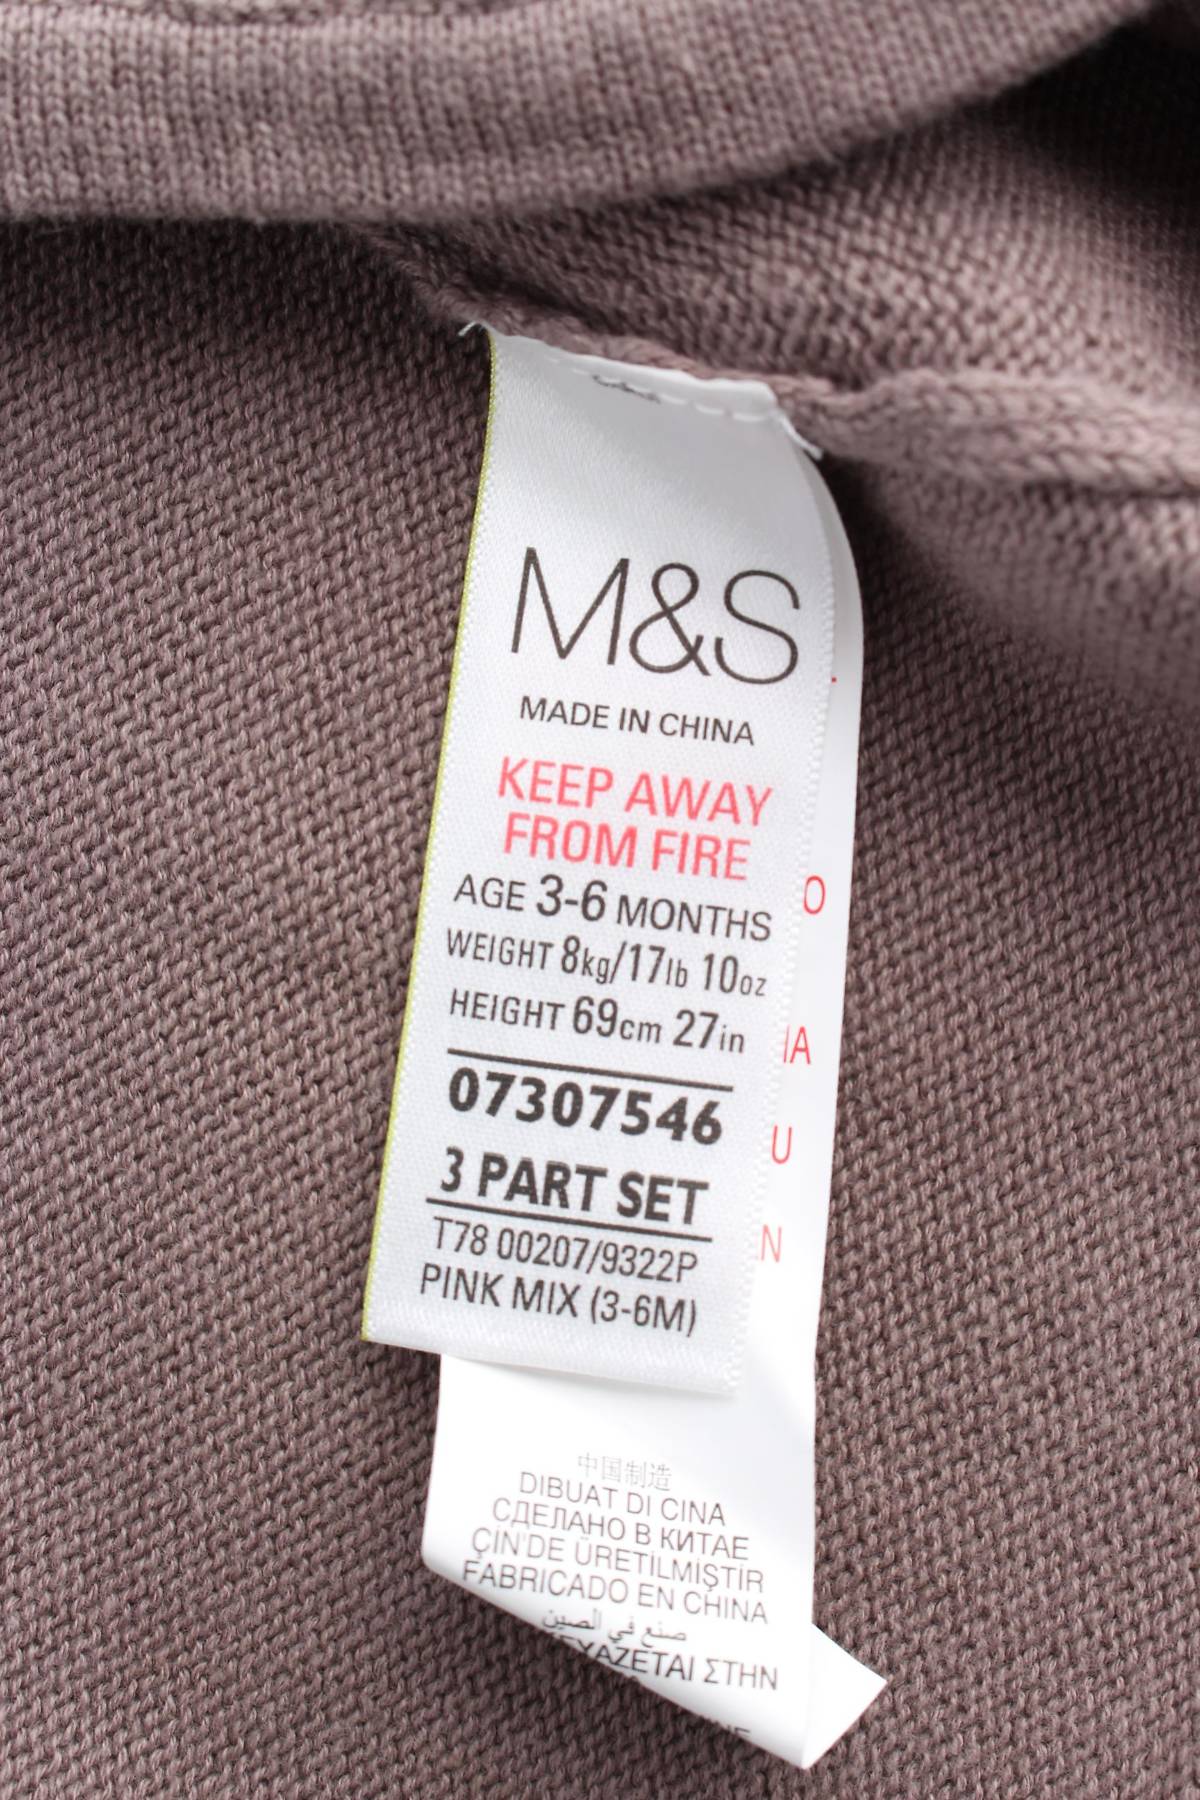 M&S
MADE IN CHINA
KEEP AWAY
FROM FIRE
AGE 3-6 MONTHS
WEIGHT 8kg/17lb 10oz
HEIGHT 69cm 27in
07307546
3 PART SET
T78 00207/9322P
PINK MIX (3-6M)
中国制造
DIBUAT DI CINA
СДЕЛАНО В КИТАЕ
ÇİN'DE ÜRETİLMİŞTİR
FABRICADO EN CHINA
صنع في الصين
ΣΤΗΝ